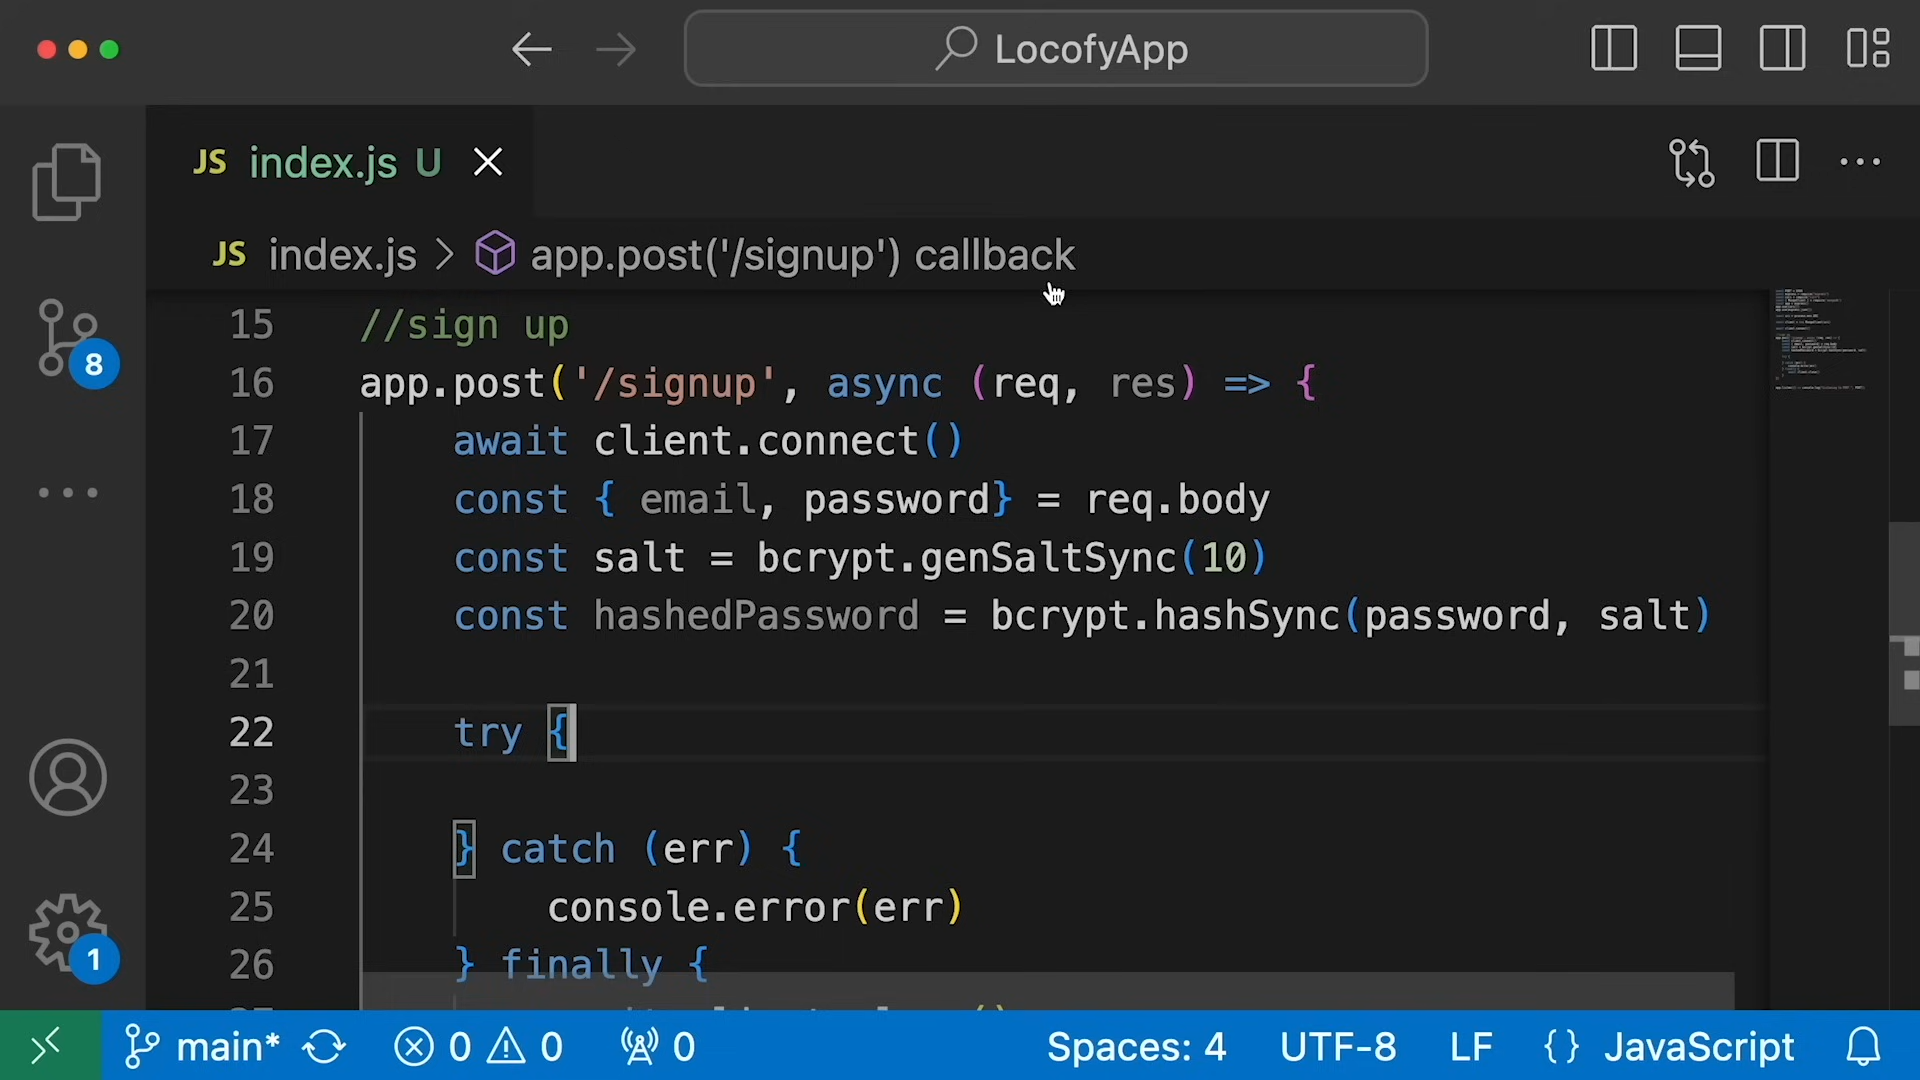 LocofyApp
JS index.js U
JS index.js > app.post('/signup') callback
15 //sign up
16 app.post('/signup', async (req, res) => {
17 await client.connect()
18 const { email, password} = req.body
19 const salt = bcrypt.genSaltSync(10)
20 const hashedPassword = bcrypt.hashSync(password, salt)
21
22 try {
23
24 } catch (err) {
25 console.error(err)
26 } finally {
8
1
main* 0 0 0 Spaces: 4 UTF-8 LF {} JavaScript